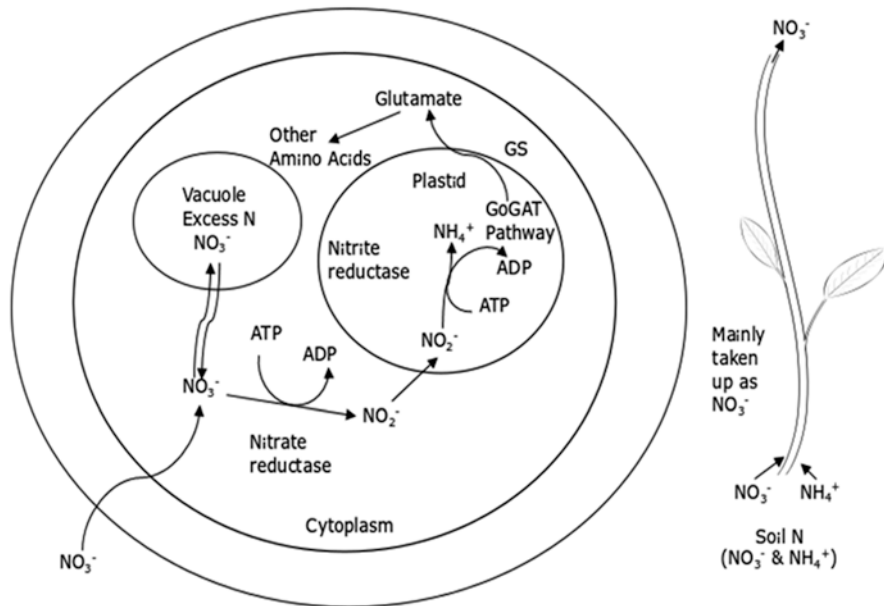 Glutamate
Other
Amino Acids
GS
Plastid
GoGAT
Pathway
Vacuole
Excess N
NO₃⁻
Nitrite
reductase
NH₄⁺
ADP
ATP
NO₂⁻
ATP
ADP
NO₃⁻
NO₂⁻
Nitrate
reductase
Cytoplasm
NO₃⁻
NO₃⁻
Mainly
taken
up as
NO₃⁻
NO₃⁻
NH₄⁺
Soil N
(NO₃⁻ & NH₄⁺)